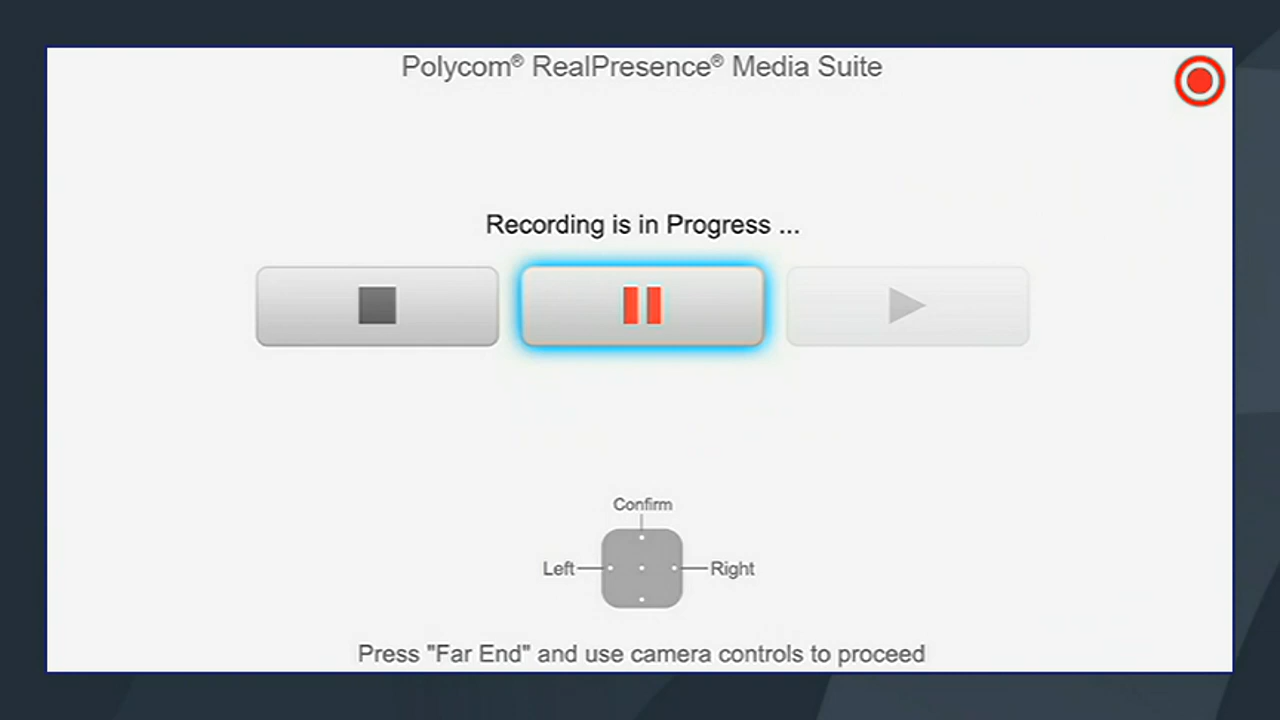 Polycom® RealPresence® Media Suite
Recording is in Progress ...
Confirm
Left
Right
Press "Far End" and use camera controls to proceed